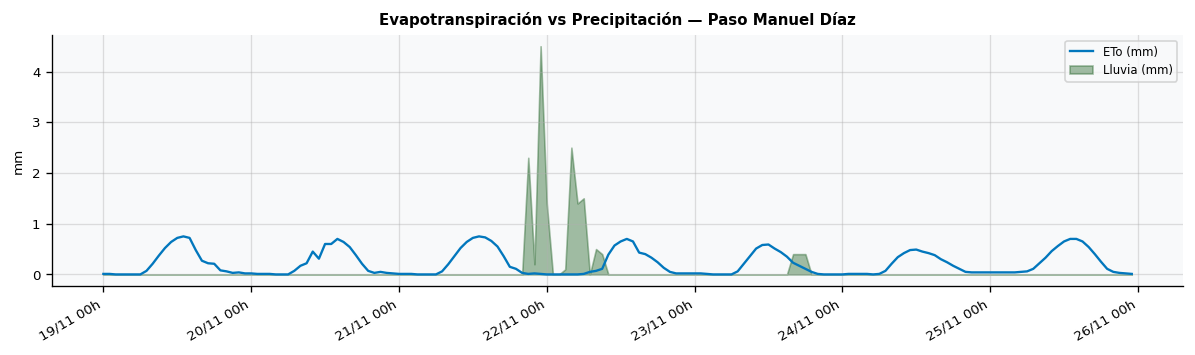 Evapotranspiración vs Precipitación — Paso Manuel Díaz
ETo (mm)
Lluvia (mm)
mm
4
3
2
1
0
19/11 00h
20/11 00h
21/11 00h
22/11 00h
23/11 00h
24/11 00h
25/11 00h
26/11 00h